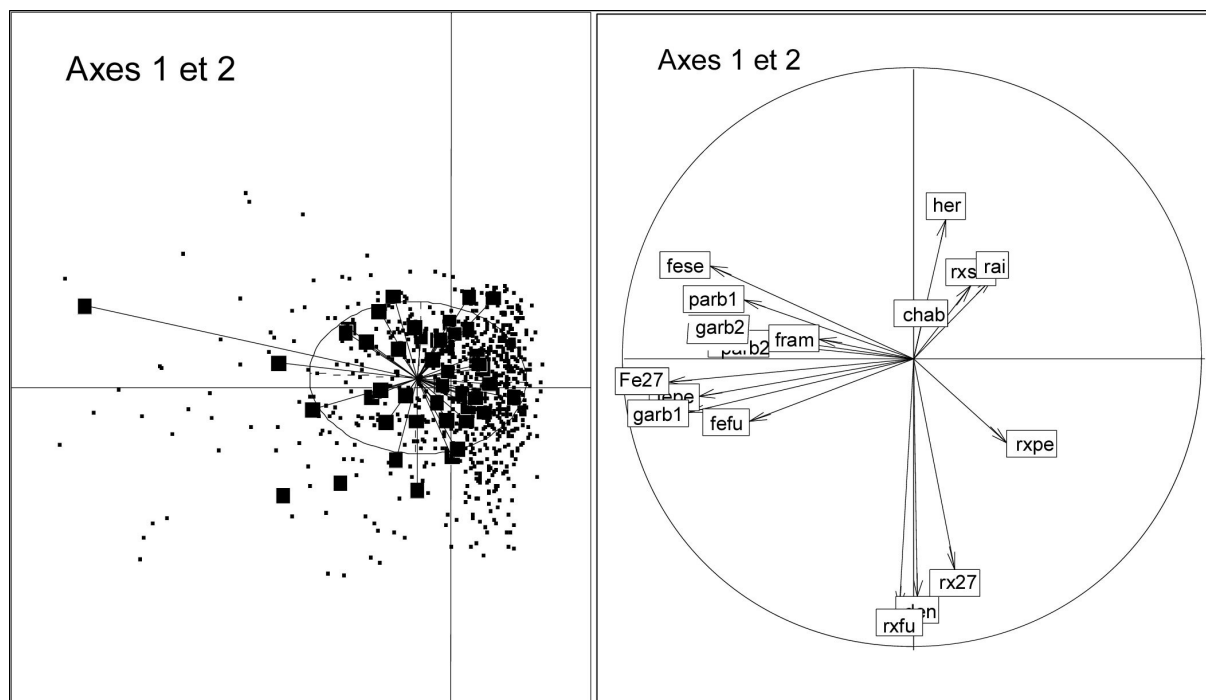 Axes 1 et 2
Axes 1 et 2
her
fese
rai
parb1
chab
garb2
fram
Fe27
garb1
fefu
rxpe
rx27
rxfu